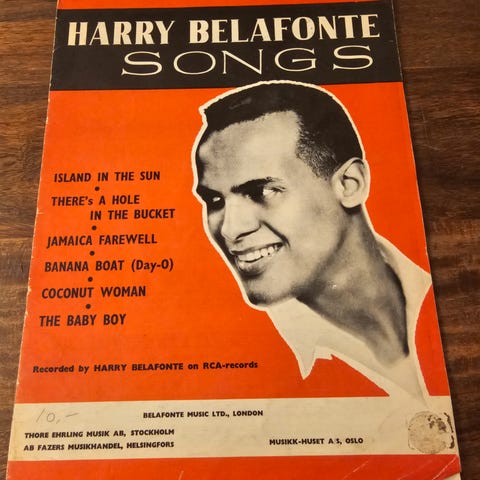 HARRY BELAFONTE
SONGS
ISLAND IN THE SUN
•
THERE'S A HOLE
IN THE BUCKET
•
JAMAICA FAREWELL
•
BANANA BOAT (Day-O)
•
COCONUT WOMAN
•
THE BABY BOY
Recorded by HARRY BELAFONTE on RCA-records
10,-
BELAFONTE MUSIC LTD., LONDON
THORE EHRLING MUSIK AB, STOCKHOLM
AB FAZERS MUSIKHANDEL, HELSINGFORS
MUSIKK-HUSET A/S, OSLO